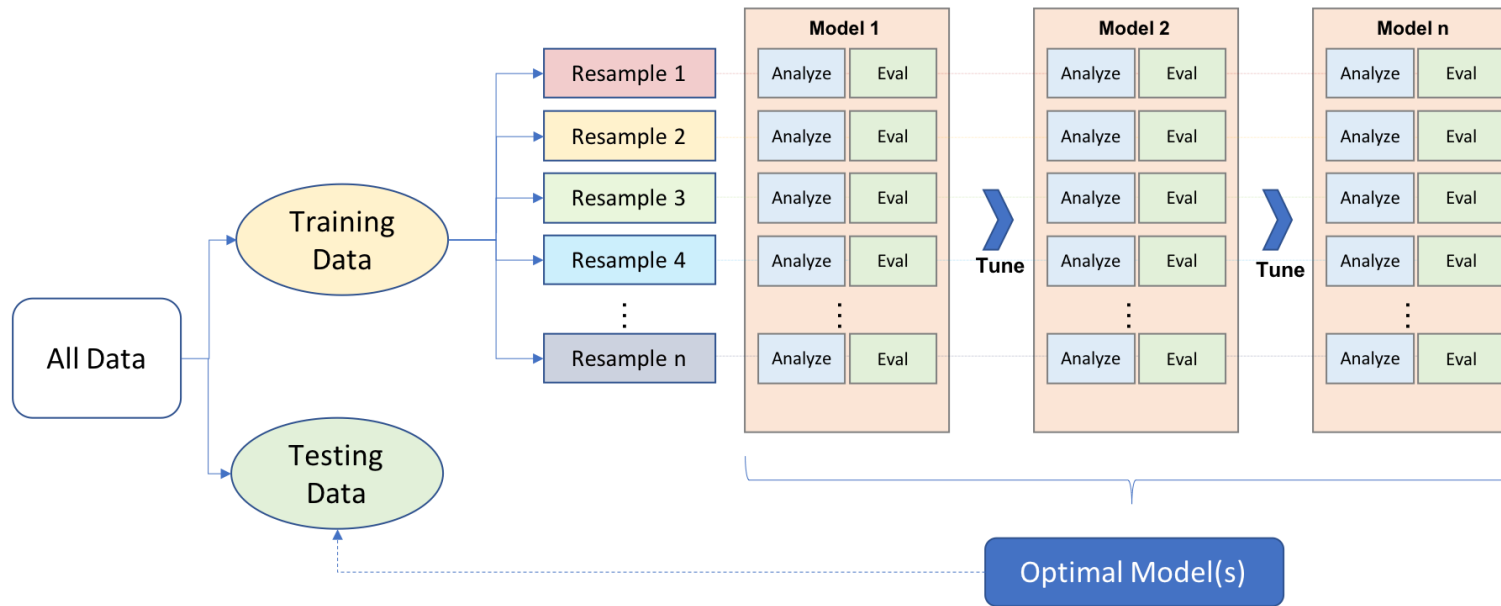 Model 1
Model 2
Model n
Resample 1
Analyze
Eval
Analyze
Eval
Analyze
Eval
Resample 2
Analyze
Eval
Analyze
Eval
Analyze
Eval
Resample 3
Analyze
Eval
Analyze
Eval
Analyze
Eval
Training
Data
Resample 4
Analyze
Eval
Analyze
Eval
Analyze
Eval
Tune
Tune
⋮
⋮
⋮
⋮
All Data
Resample n
Analyze
Eval
Analyze
Eval
Analyze
Eval
Testing
Data
Optimal Model(s)